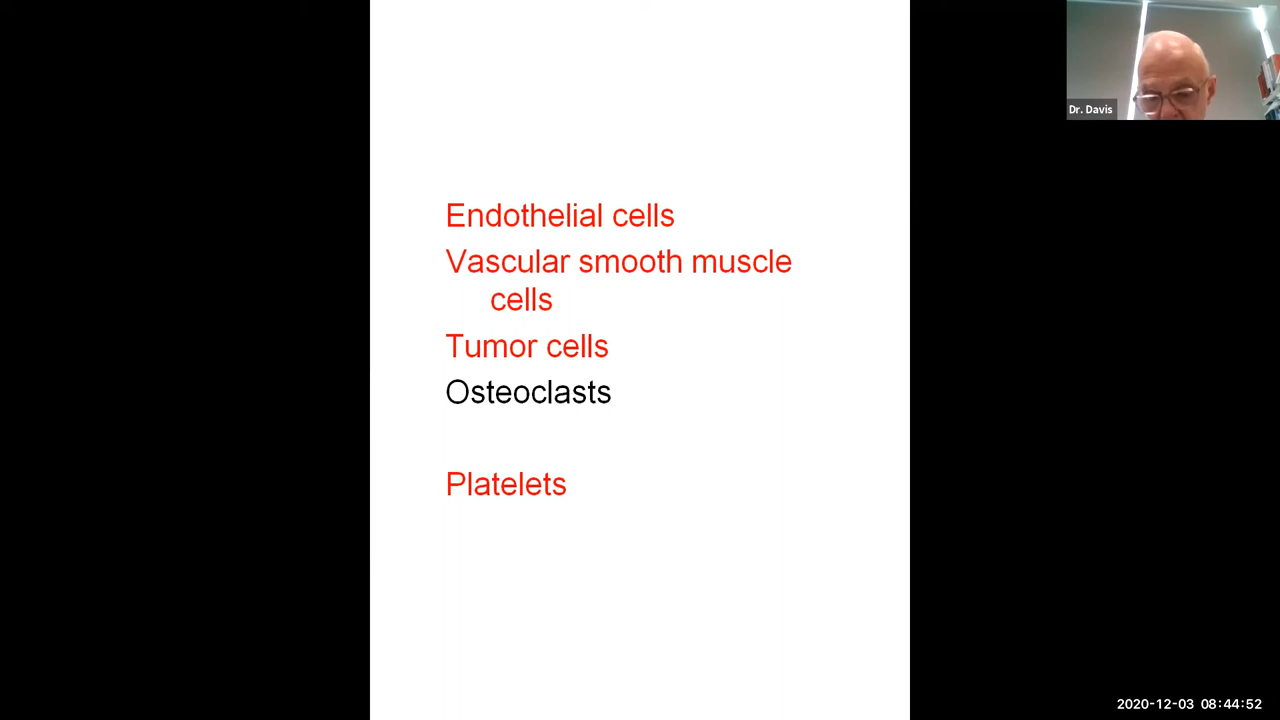 Dr. Davis
Endothelial cells
Vascular smooth muscle
cells
Tumor cells
Osteoclasts
Platelets
2020-12-03 08:44:52